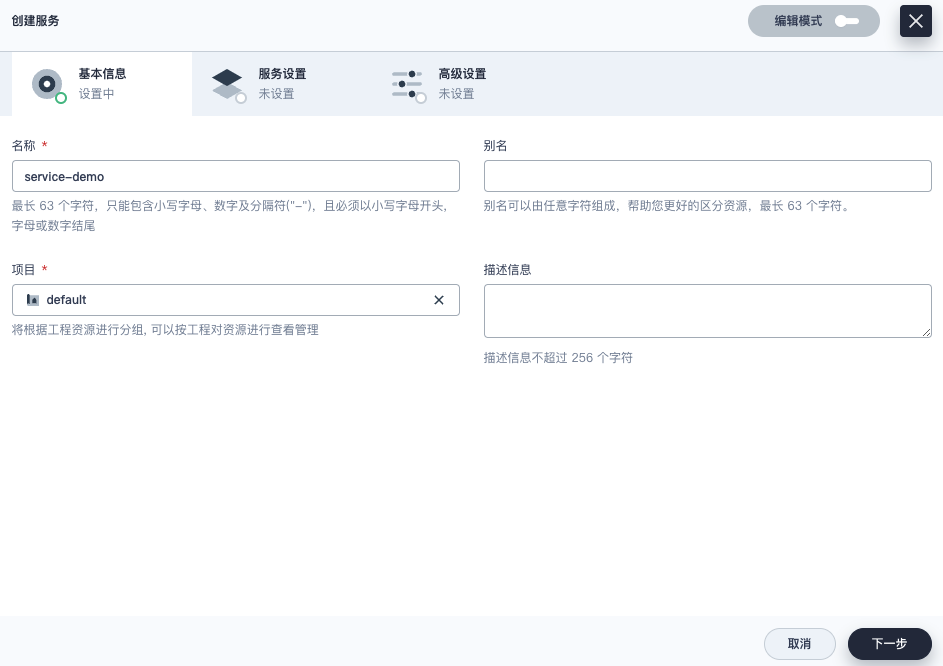 创建服务
编辑模式
基本信息
设置中
服务设置
未设置
高级设置
未设置
名称 *
service-demo
最长 63 个字符，只能包含小写字母、数字及分隔符("-")，且必须以小写字母开头，
字母或数字结尾
别名
别名可以由任意字符组成，帮助您更好的区分资源，最长 63 个字符。
项目 *
default
将根据工程资源进行分组, 可以按工程对资源进行查看管理
描述信息
描述信息不超过 256 个字符
取消
下一步